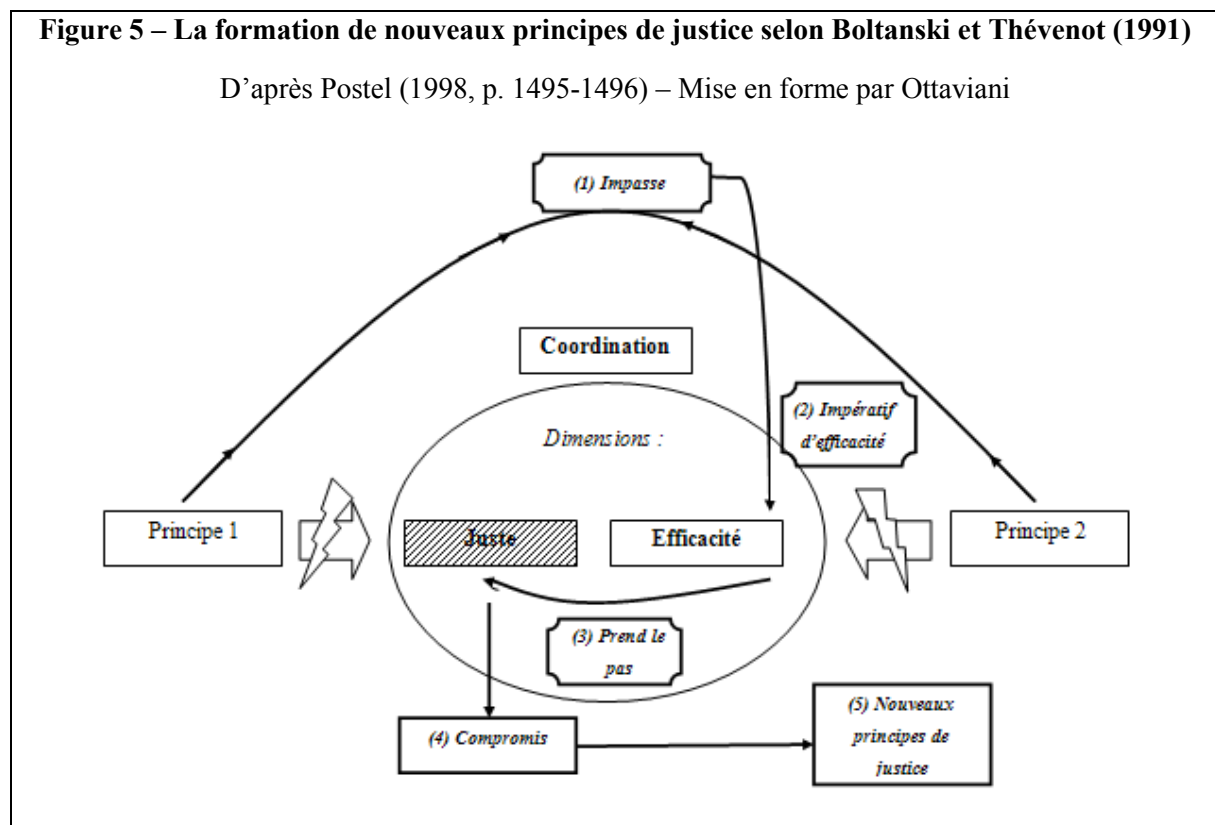 Figure 5 – La formation de nouveaux principes de justice selon Boltanski et Thévenot (1991)
D'après Postel (1998, p. 1495-1496) – Mise en forme par Ottaviani
(1) Impasse
Coordination
(2) Impératif
d'efficacité
Dimensions :
Principe 1
Juste
Efficacité
Principe 2
(3) Prend le
pas
(4) Compromis
(5) Nouveaux
principes de
justice